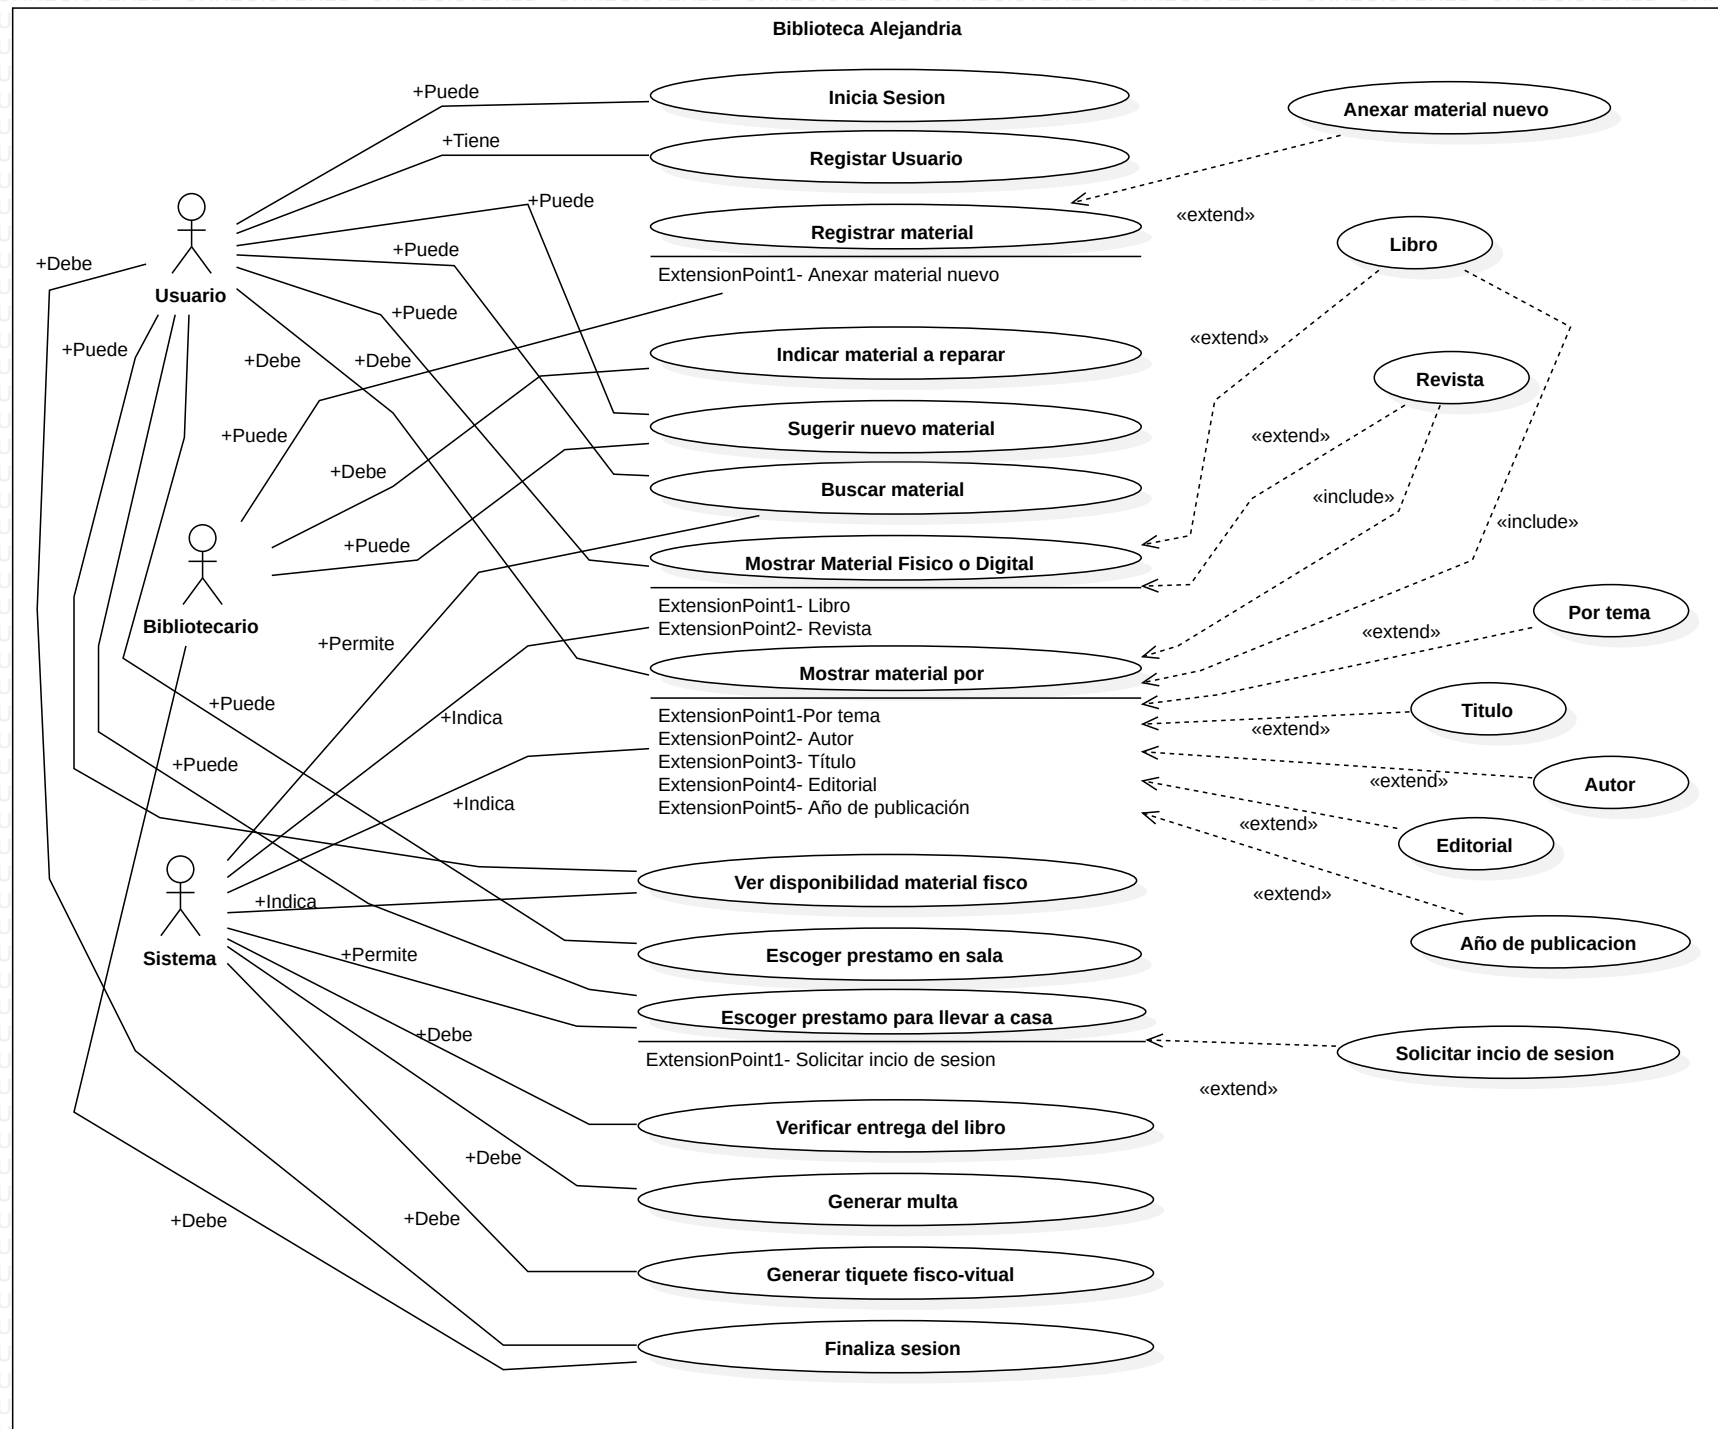 Biblioteca Alejandria
+Puede
Inicia Sesion
Anexar material nuevo
+Tiene
Registar Usuario
+Puede
«extend»
Registrar material
Libro
+Puede
+Debe
ExtensionPoint1- Anexar material nuevo
Usuario
+Puede
«extend»
+Puede
+Debe
+Debe
Indicar material a reparar
Revista
+Puede
Sugerir nuevo material
«extend»
+Debe
Buscar material
«include»
«include»
+Puede
Mostrar Material Fisico o Digital
ExtensionPoint1- Libro
ExtensionPoint2- Revista
Por tema
Bibliotecario
«extend»
+Permite
Mostrar material por
+Puede
+Indica
ExtensionPoint1-Por tema
ExtensionPoint2- Autor
ExtensionPoint3- Título
ExtensionPoint4- Editorial
ExtensionPoint5- Año de publicación
Titulo
«extend»
+Puede
«extend»
Autor
+Indica
«extend»
Editorial
Ver disponibilidad material fisco
«extend»
+Indica
Año de publicacion
Sistema
+Permite
Escoger prestamo en sala
Escoger prestamo para llevar a casa
+Debe
ExtensionPoint1- Solicitar incio de sesion
Solicitar incio de sesion
«extend»
Verificar entrega del libro
+Debe
Generar multa
+Debe
+Debe
Generar tiquete fisco-vitual
Finaliza sesion